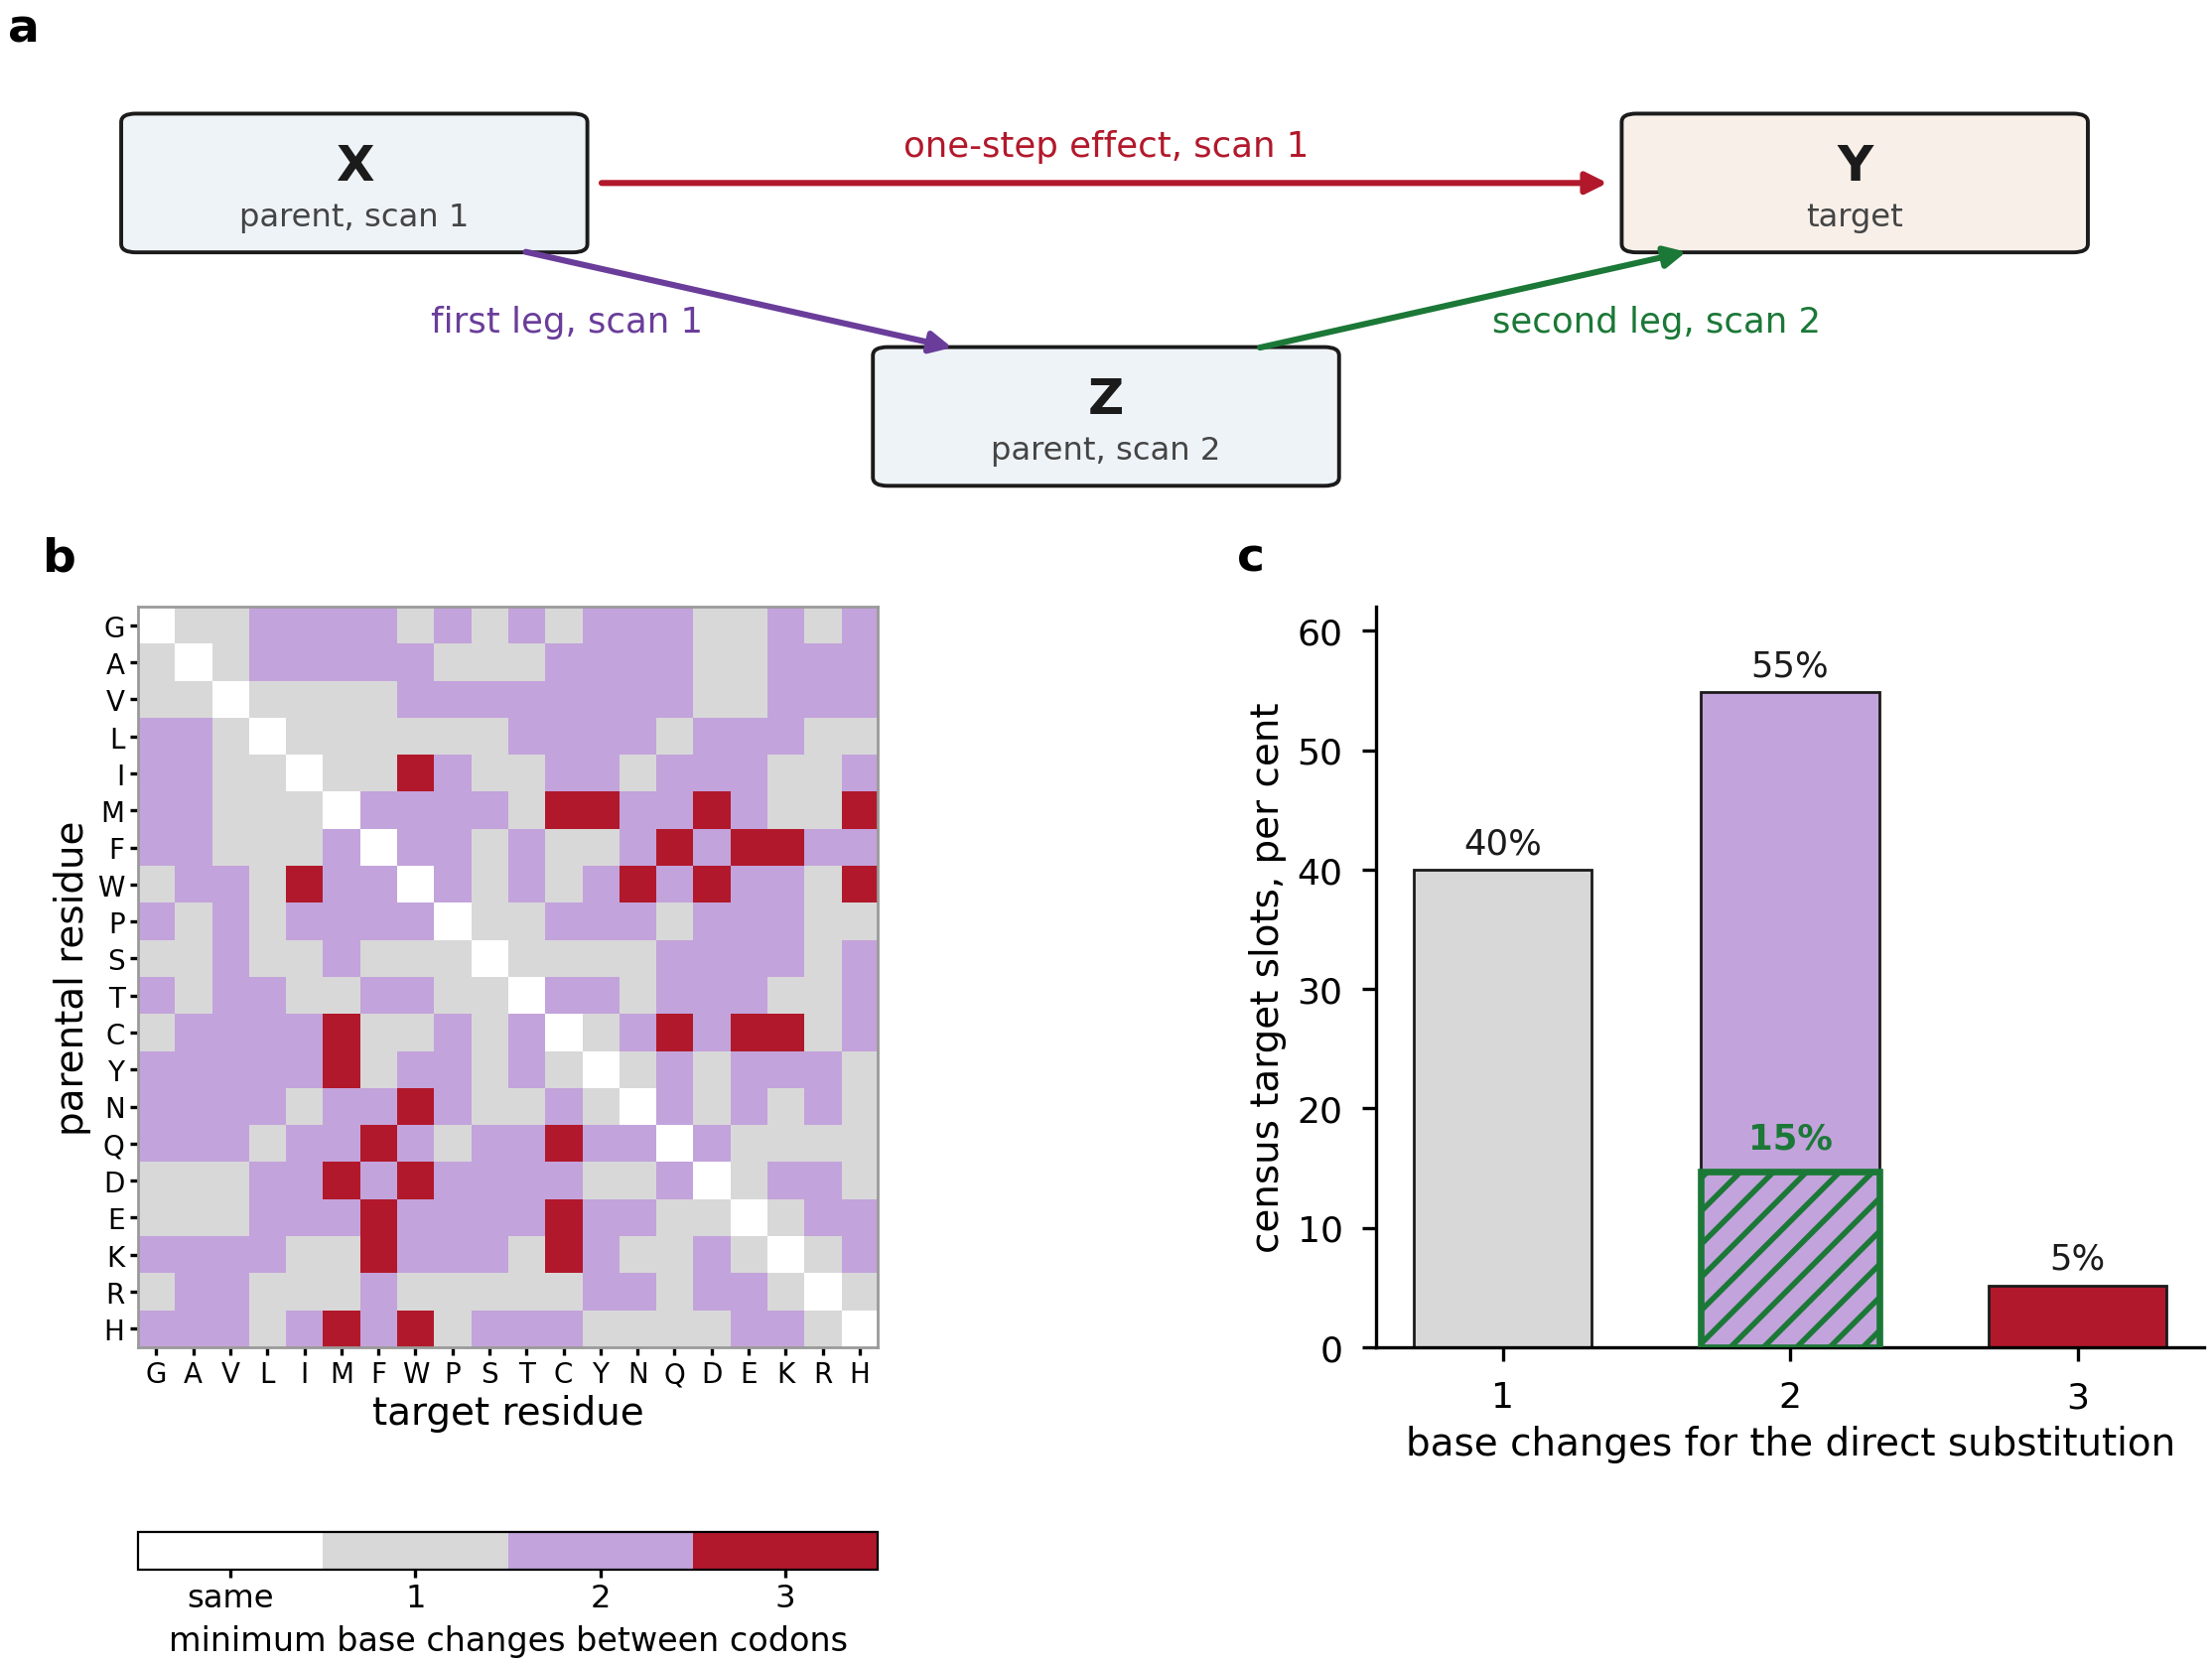 a
X
parent, scan 1
one-step effect, scan 1
Y
target
first leg, scan 1
second leg, scan 2
Z
parent, scan 2
b
parental residue
G
A
V
L
I
M
F
W
P
S
T
C
Y
N
Q
D
E
K
R
H
G A V L I M F W P S T C Y N Q D E K R H
target residue
same 1 2 3
minimum base changes between codons
c
census target slots, per cent
60
50
40
30
20
10
0
40%
55%
15%
5%
1 2 3
base changes for the direct substitution